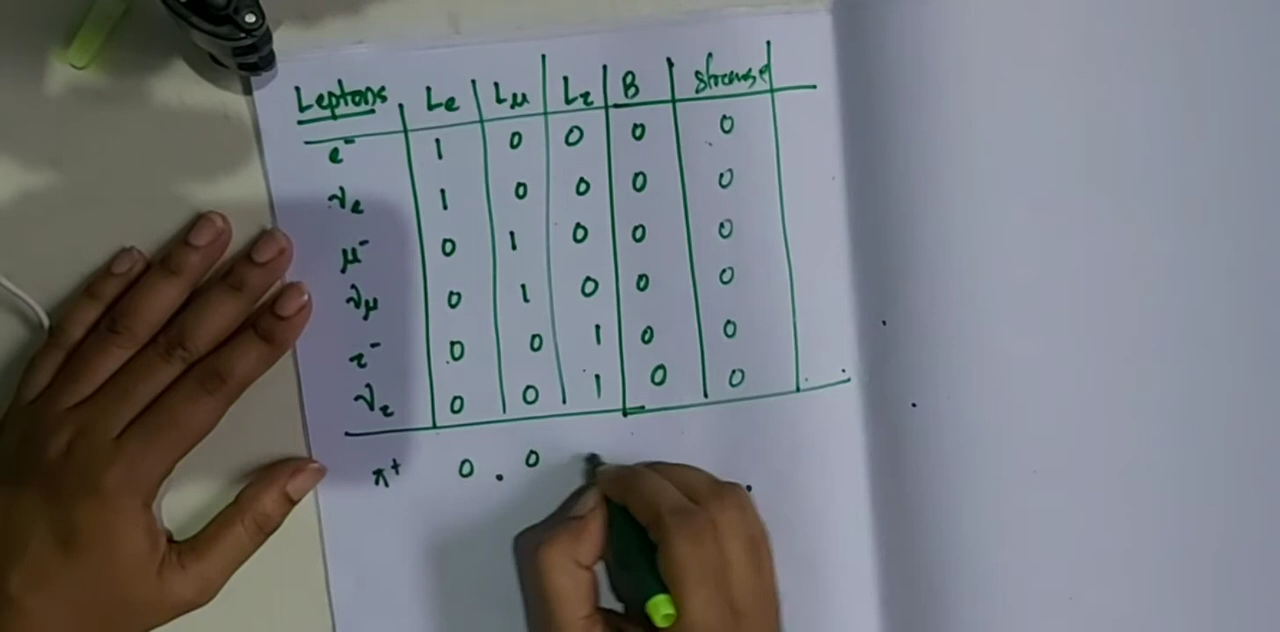 Leptons Le Lμ Lτ B
e⁻ 1 0 0 0 0
νe 1 0 0 0 0
μ⁻ 0 1 0 0 0
νμ 0 1 0 0 0
τ⁻ 0 0 1 0 0
ντ 0 0 1 0 0
π⁺ 0 . 0